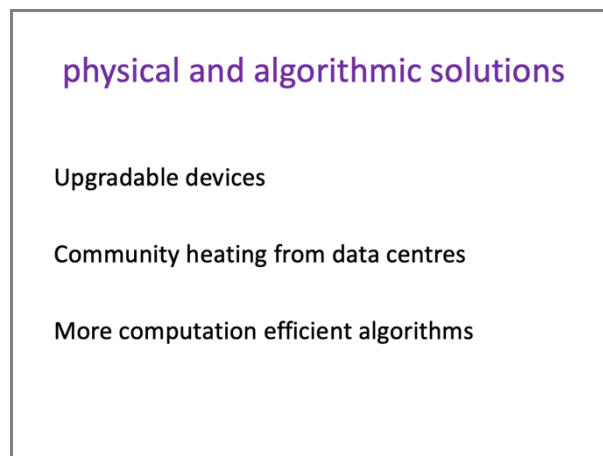 physical and algorithmic solutions
Upgradable devices
Community heating from data centres
More computation efficient algorithms